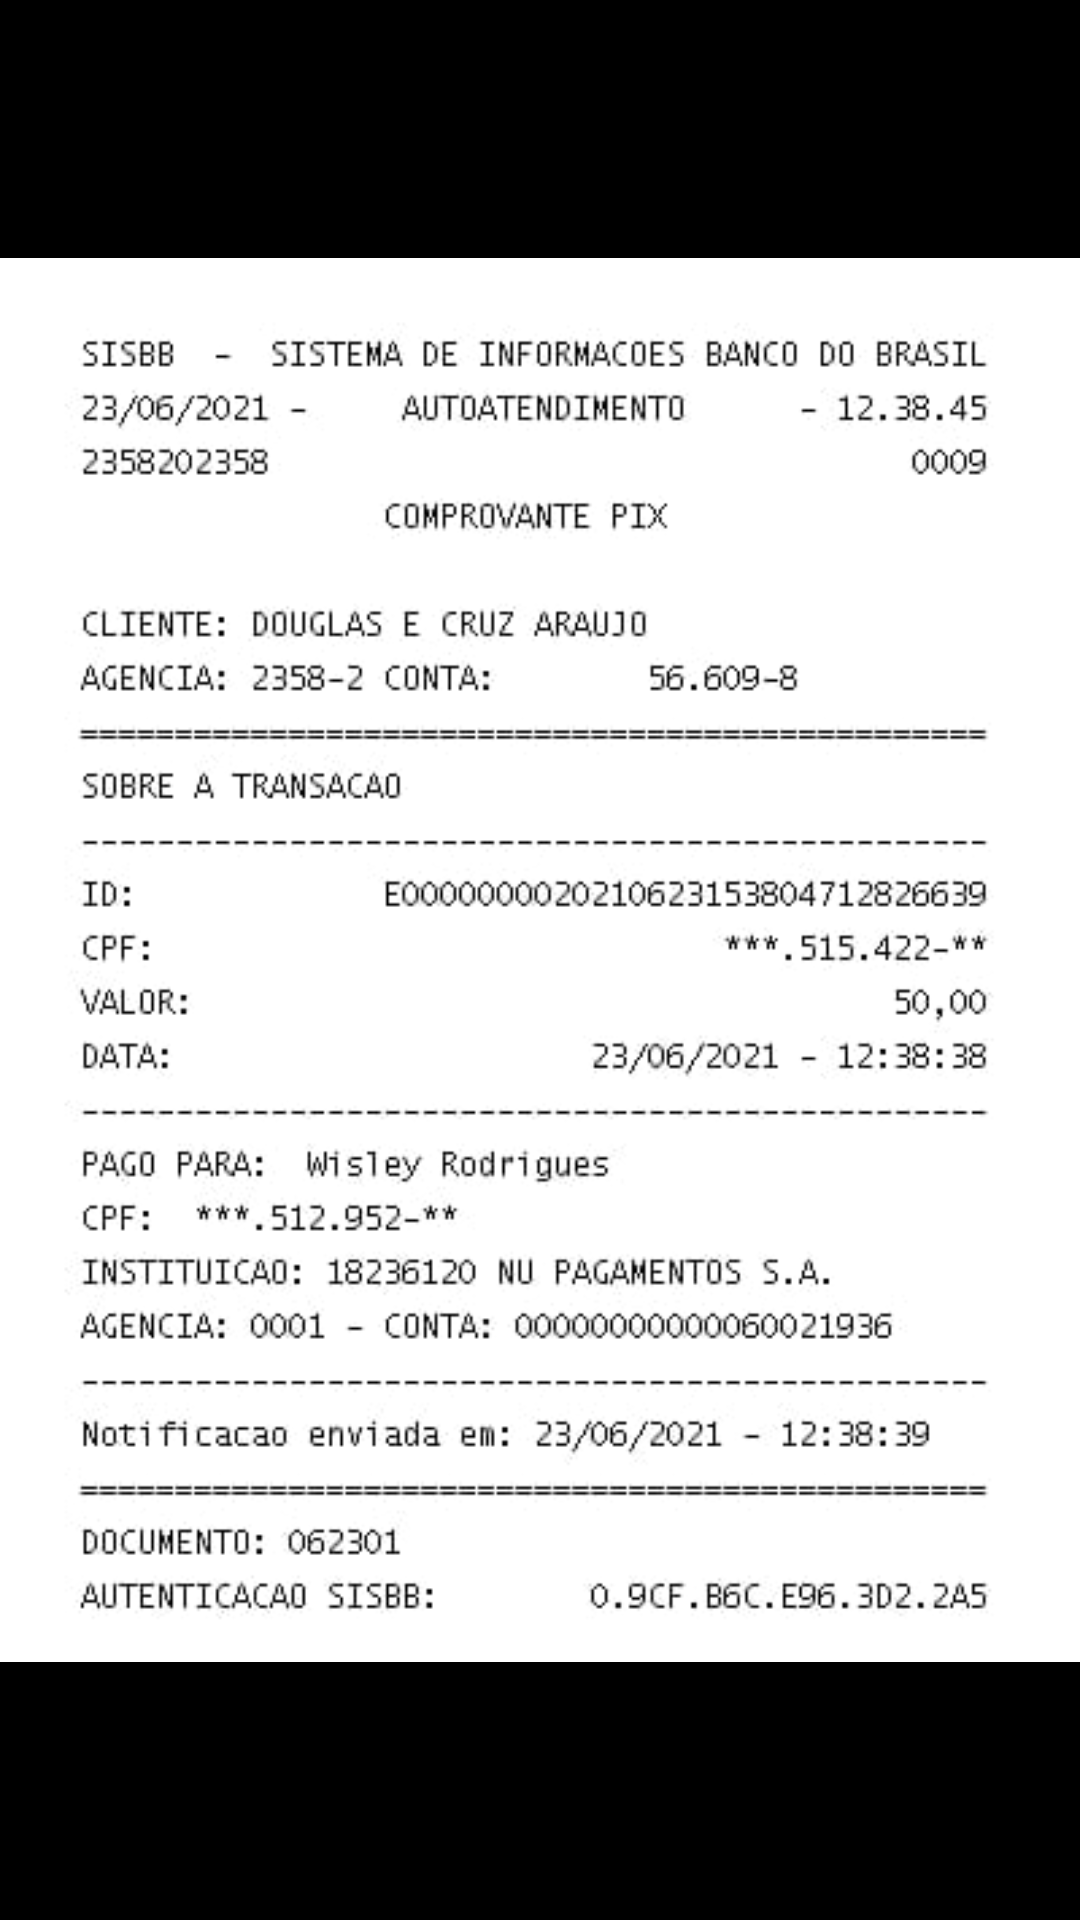 SISBB - SISTEMA DE INFORMACOES BANCO DO BRASIL
23/06/2021 - AUTOATENDIMENTO - 12.38.45
2358202358 0009
COMPROVANTE PIX
CLIENTE: DOUGLAS E CRUZ ARAUJO
AGENCIA: 2358-2 CONTA: 56.609-8
================================================
SOBRE A TRANSACAO
------------------------------------------------
ID: E00000000202106231538047128266​39
CPF: ***.515.422-**
VALOR: 50,00
DATA: 23/06/2021 - 12:38:38
------------------------------------------------
PAGO PARA: Wisley Rodrigues
CPF: ***.512.952-**
INSTITUICAO: 18236120 NU PAGAMENTOS S.A.
AGENCIA: 0001 - CONTA: 00000000000060021936
------------------------------------------------
Notificacao enviada em: 23/06/2021 - 12:38:39
================================================
DOCUMENTO: 062301
AUTENTICACAO SISBB: 0.9CF.B6C.E96.3D2.2A5